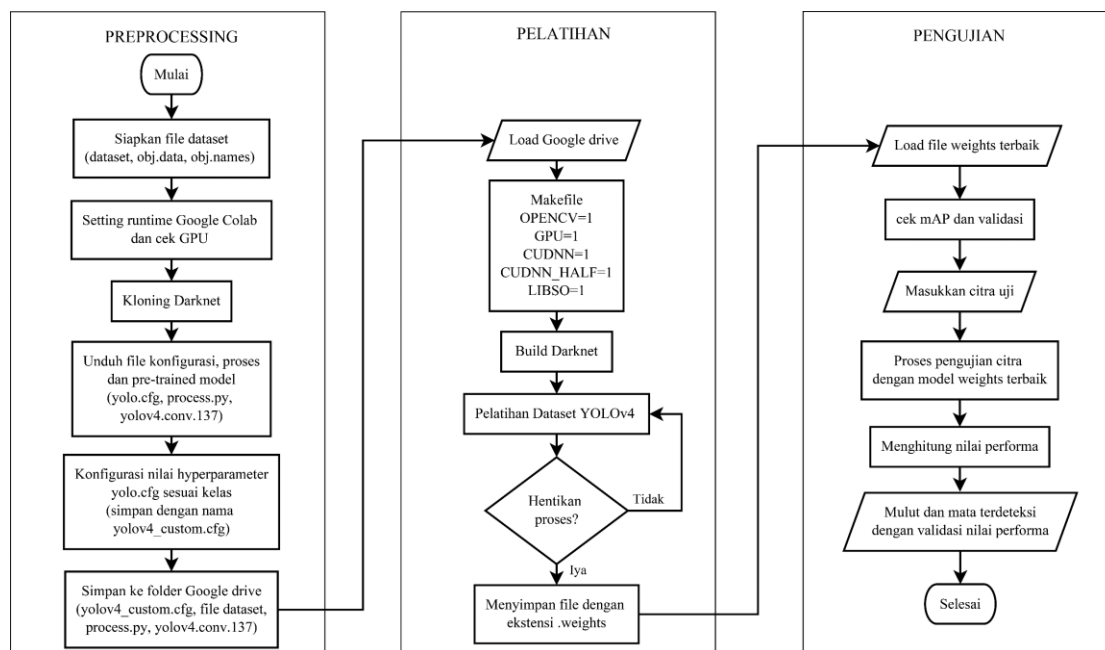 PREPROCESSING
Mulai
Siapkan file dataset
(dataset, obj.data, obj.names)
Setting runtime Google Colab
dan cek GPU
Kloning Darknet
Unduh file konfigurasi, proses
dan pre-trained model
(yolo.cfg, process.py,
yolov4.conv.137)
Konfigurasi nilai hyperparameter
yolo.cfg sesuai kelas
(simpan dengan nama
yolov4_custom.cfg)
Simpan ke folder Google drive
(yolov4_custom.cfg, file dataset,
process.py, yolov4.conv.137)
PELATIHAN
Load Google drive
Makefile
OPENCV=1
GPU=1
CUDNN=1
CUDNN_HALF=1
LIBSO=1
Build Darknet
Pelatihan Dataset YOLOv4
Hentikan
proses?
Tidak
Iya
Menyimpan file dengan
ekstensi .weights
PENGUJIAN
Load file weights terbaik
cek mAP dan validasi
Masukkan citra uji
Proses pengujian citra
dengan model weights terbaik
Menghitung nilai performa
Mulut dan mata terdeteksi
dengan validasi nilai performa
Selesai